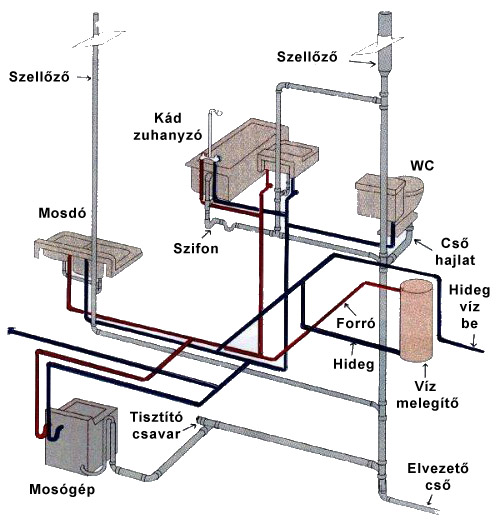 Szellőző
Szellőző
Kád
zuhanyzó
WC
Mosdó
Szifon
Cső
hajlat
Hideg
víz
be
Forró
Hideg
Víz
melegítő
Tisztító
csavar
Mosógép
Elvezető
cső